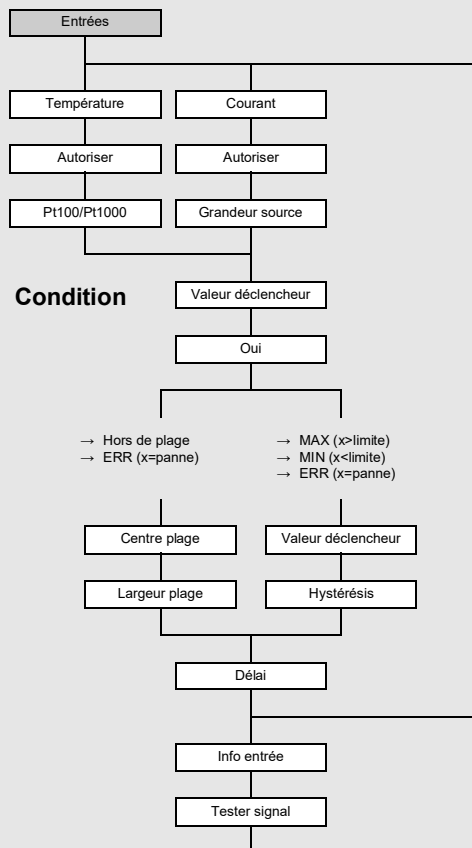 Entrées
Température
Courant
Autoriser
Autoriser
Pt100/Pt1000
Grandeur source
Condition
Valeur déclencheur
Oui
→ Hors de plage
→ ERR (x=panne)
→ MAX (x>limite)
→ MIN (x<limite)
→ ERR (x=panne)
Centre plage
Valeur déclencheur
Largeur plage
Hystérésis
Délai
Info entrée
Tester signal